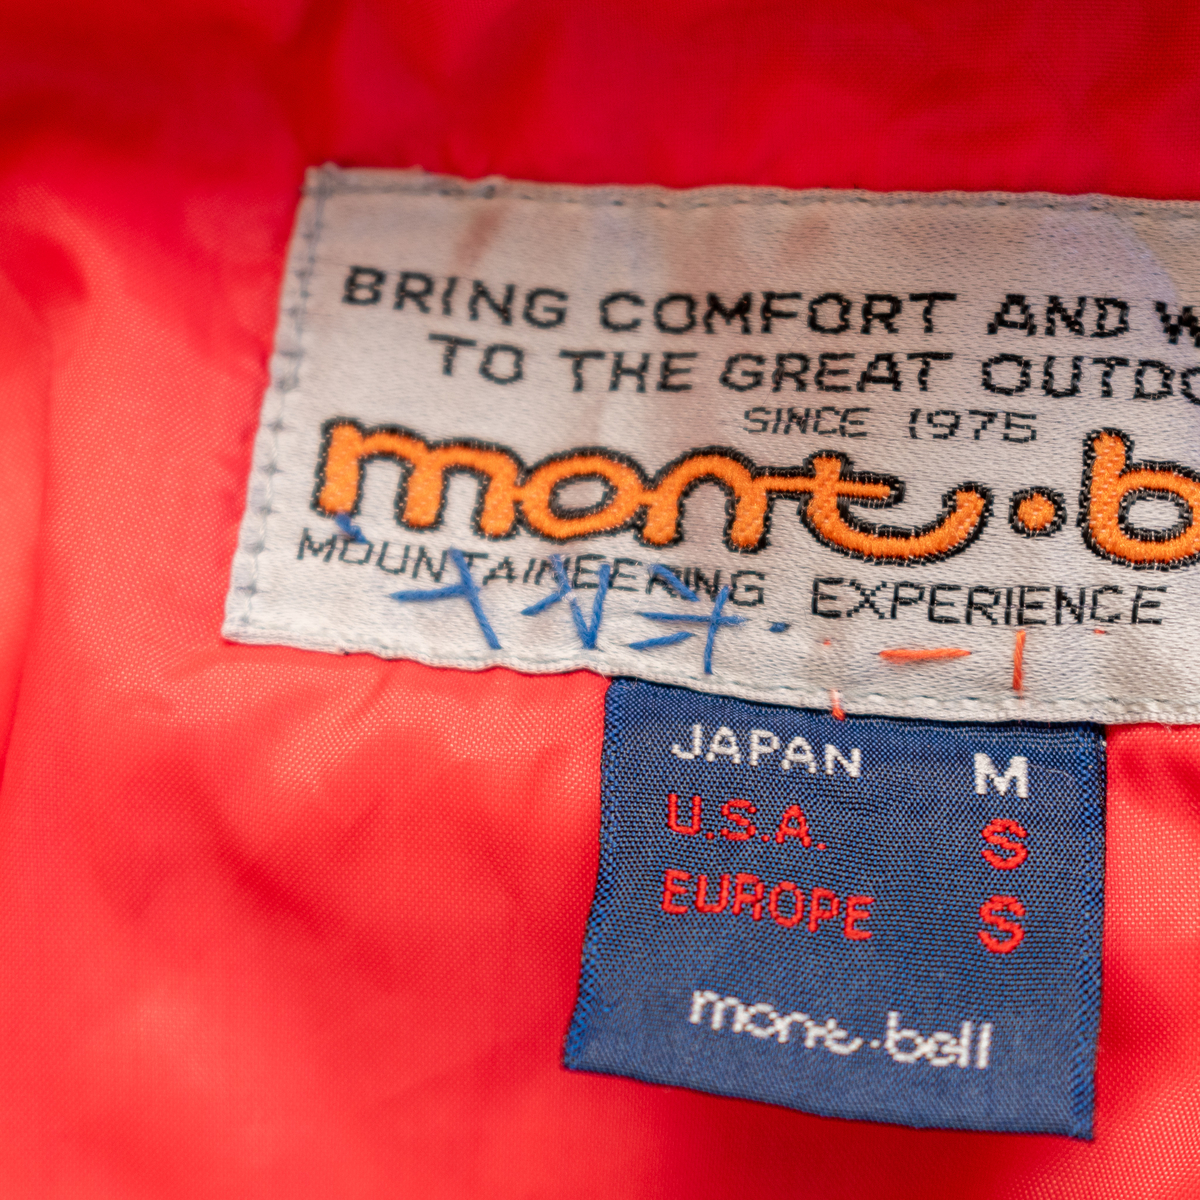 BRING COMFORT AND W
TO THE GREAT OUTDO
SINCE 1975
mont·b
MOUNTAINEERING EXPERIENCE
JAPAN M
U.S.A. S
EUROPE S
mont·bell